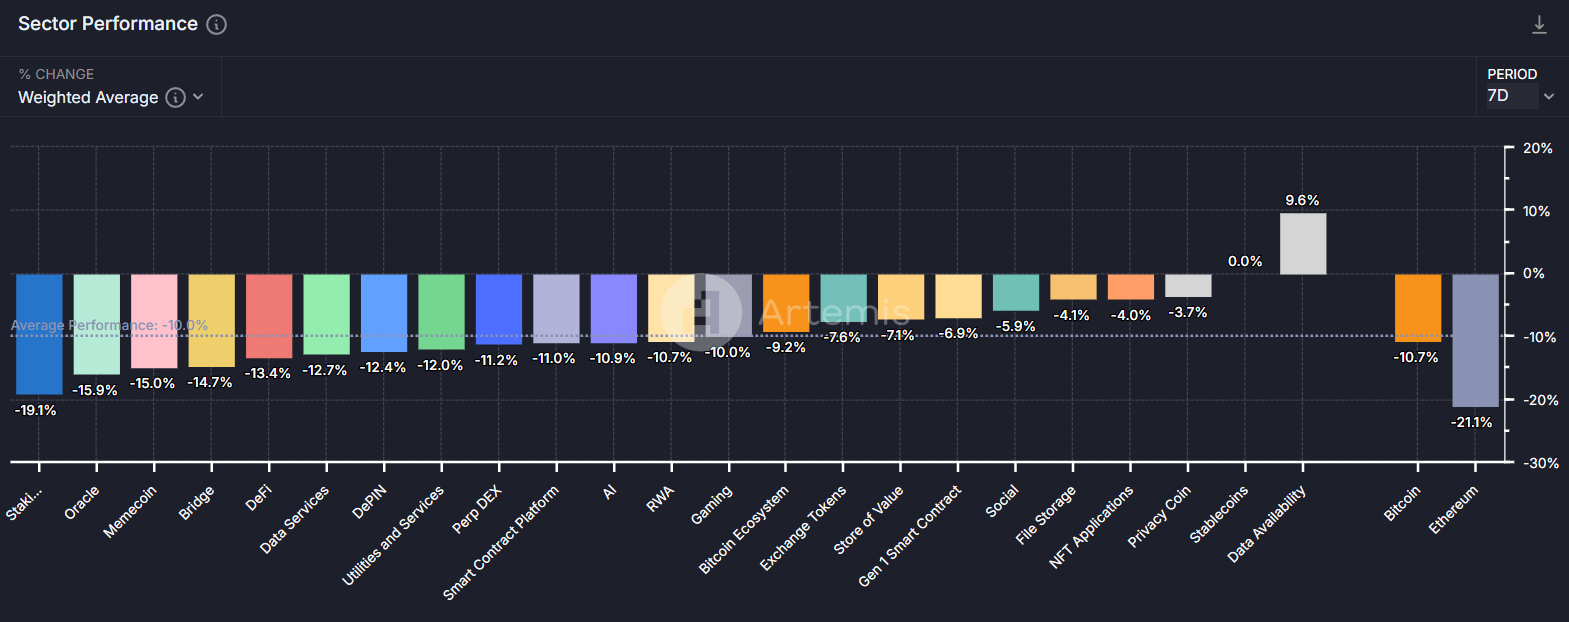 Sector Performance
% CHANGE
Weighted Average
PERIOD
7D
20%
10%
0%
-10%
-20%
-30%
Average Performance: -10.0%
Artemis
-19.1%
-15.9%
-15.0%
-14.7%
-13.4%
-12.7%
-12.4%
-12.0%
-11.2%
-11.0%
-10.9%
-10.7%
-10.0%
-9.2%
-7.6%
-7.1%
-6.9%
-5.9%
-4.1%
-4.0%
-3.7%
0.0%
9.6%
-10.7%
-21.1%
Staki...
Oracle
Memecoin
Bridge
DeFi
Data Services
DePIN
Utilities and Services
Perp DEX
Smart Contract Platform
AI
RWA
Gaming
Bitcoin Ecosystem
Exchange Tokens
Store of Value
Gen 1 Smart Contract
Social
File Storage
NFT Applications
Privacy Coin
Stablecoins
Data Availability
Bitcoin
Ethereum